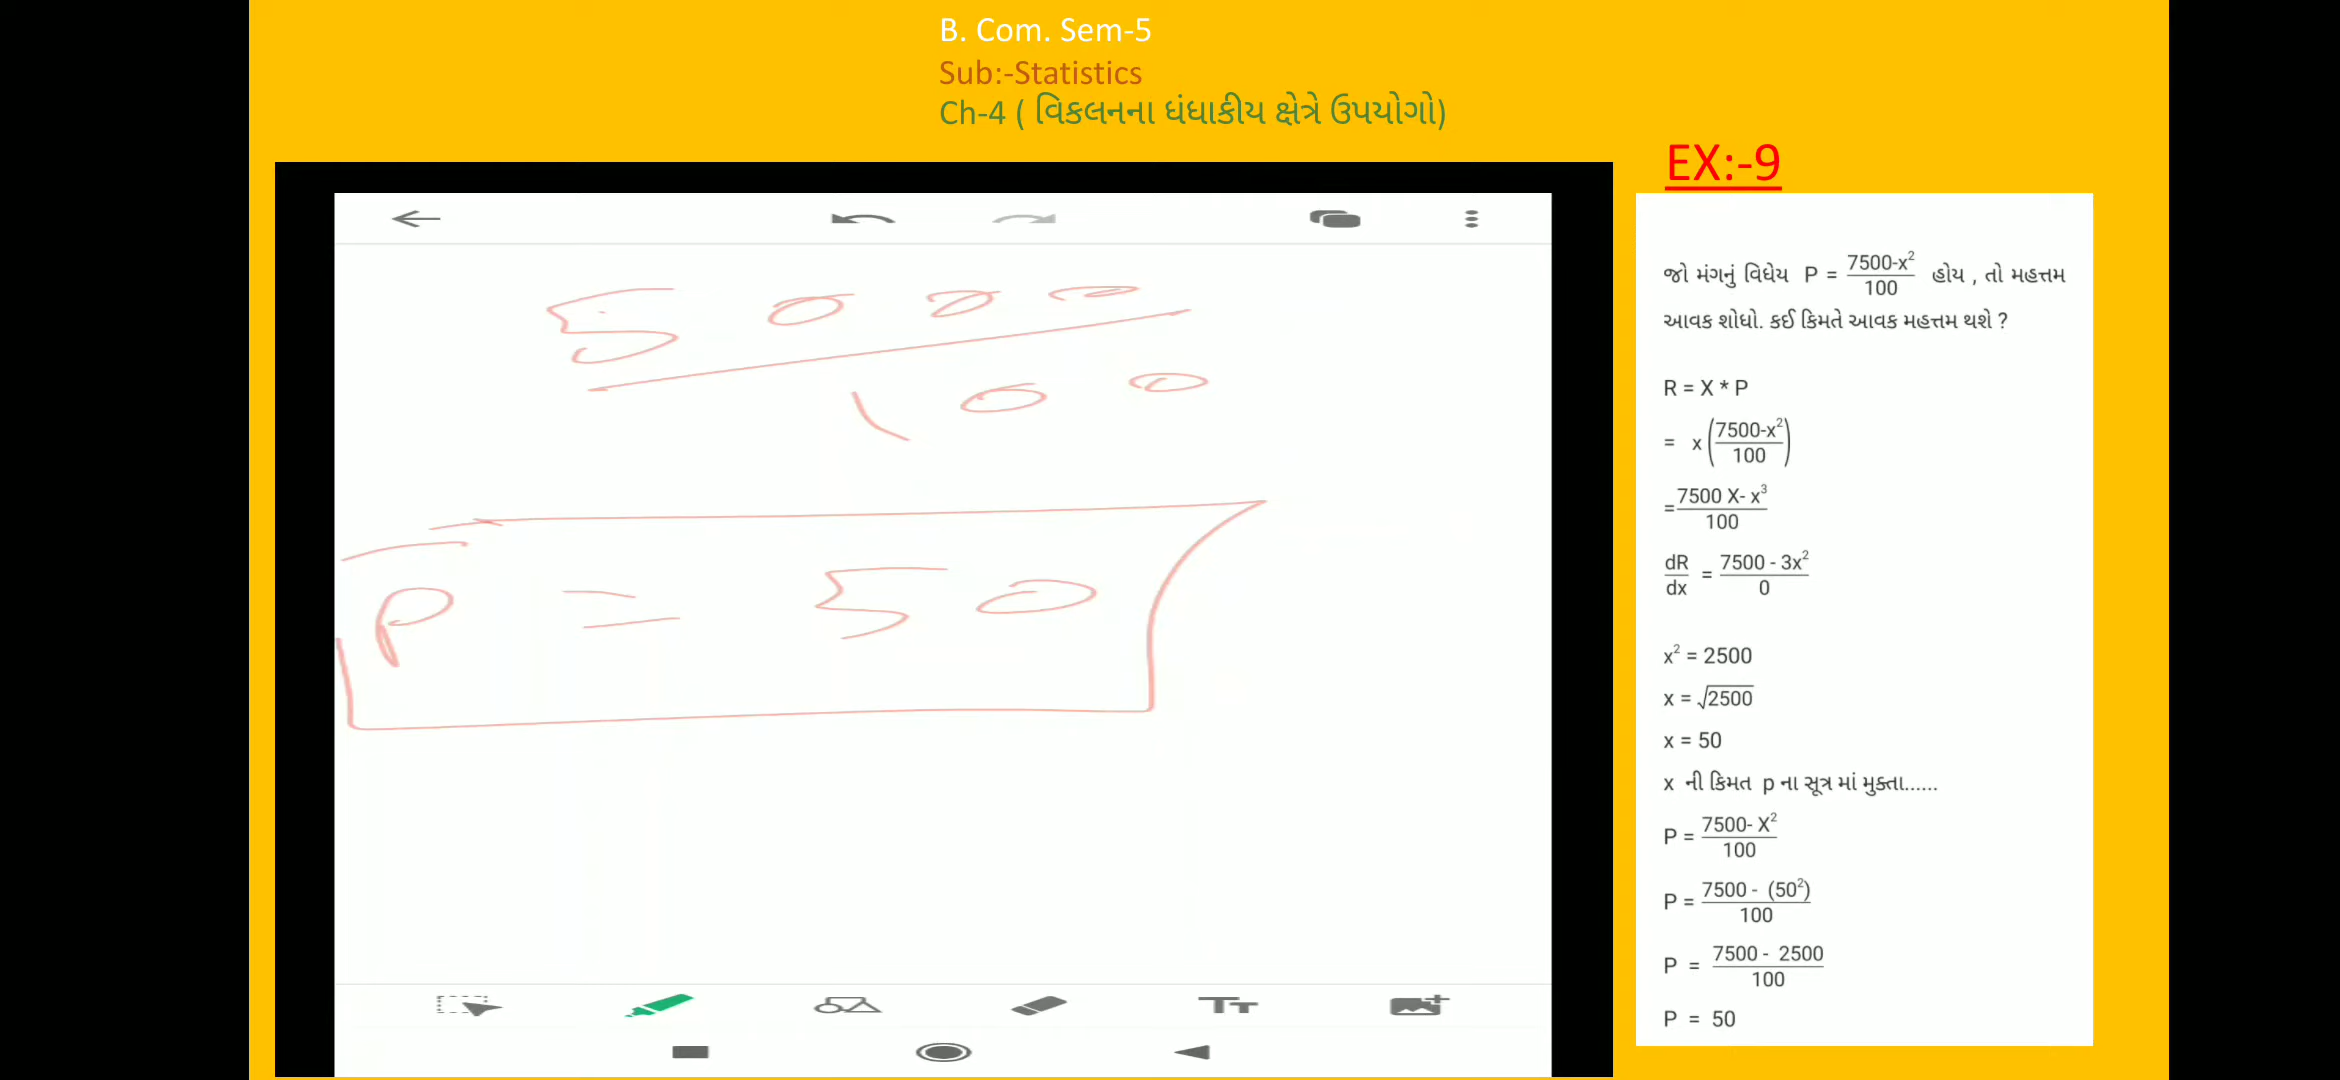 B. Com. Sem-5
Sub:-Statistics
Ch-4 ( વિકલનના ધંધાકીય ક્ષેત્રે ઉપયોગો)
5000
100
P = 50
EX:-9
જો મંગનું વિધેય P = 7500-x²/100 હોય , તો મહત્તમ
આવક શોધો. કઈ કિમતે આવક મહત્તમ થશે ?
R = X * P
= x(7500-x²/100)
= 7500 X- x³/100
dR/dx = 7500 - 3x²/0
x² = 2500
x = √2500
x = 50
x ની કિમત p ના સૂત્ર માં મુક્તા......
P = 7500- X²/100
P = 7500 - (50²)/100
P = 7500 - 2500/100
P = 50
Tт